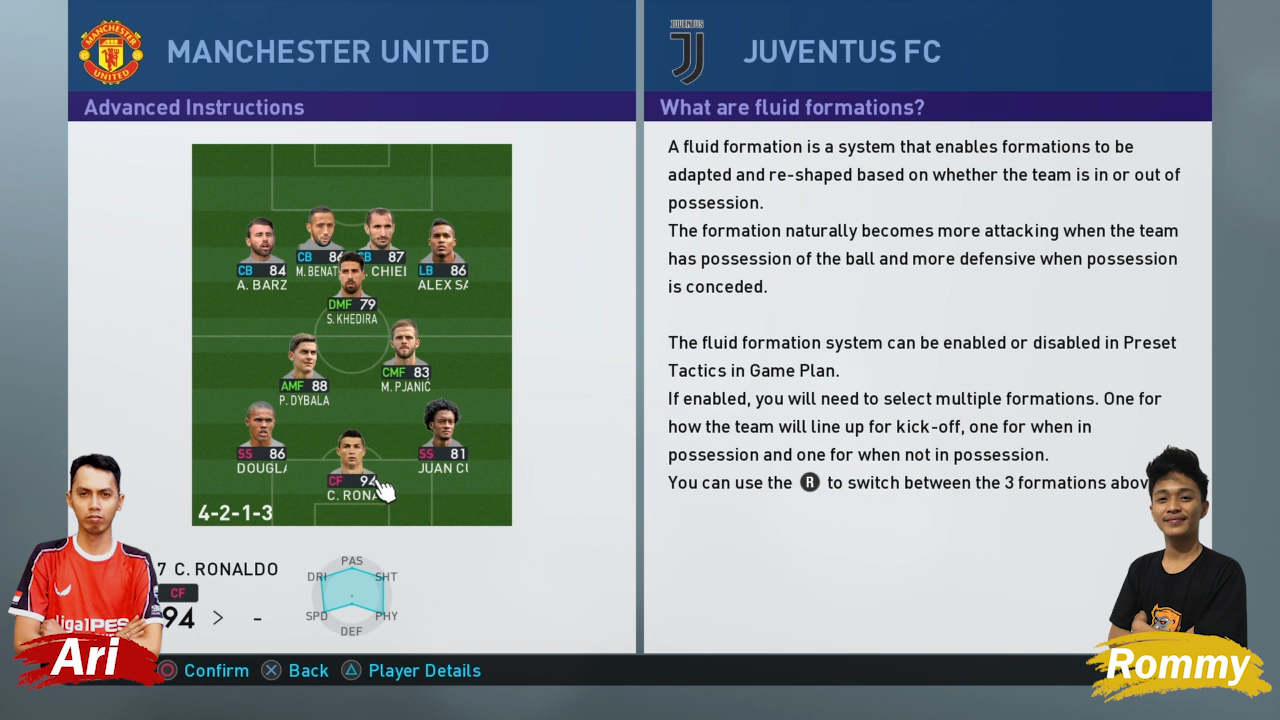 MANCHESTER UNITED
JUVENTUS
JUVENTUS FC
Advanced Instructions
What are fluid formations?
A fluid formation is a system that enables formations to be
adapted and re-shaped based on whether the team is in or out of
possession.
The formation naturally becomes more attacking when the team
has possession of the ball and more defensive when possession
is conceded.
The fluid formation system can be enabled or disabled in Preset
Tactics in Game Plan.
If enabled, you will need to select multiple formations. One for
how the team will line up for kick-off, one for when in
possession and one for when not in possession.
You can use the R to switch between the 3 formations abov
CB 84
A. BARZ
CB 86
M. BENAT
CB 87
. CHIEL
LB 86
ALEX SA
DMF 79
S. KHEDIRA
AMF 88
P. DYBALA
CMF 83
M. PJANIĆ
SS 86
DOUGLA
CF 94
C. RONA
SS 81
JUAN CU
4-2-1-3
7 C. RONALDO
CF
94 > -
PAS
DRI
SHT
SPD
PHY
DEF
liga1PES
Ari
Rommy
Confirm
Back
Player Details